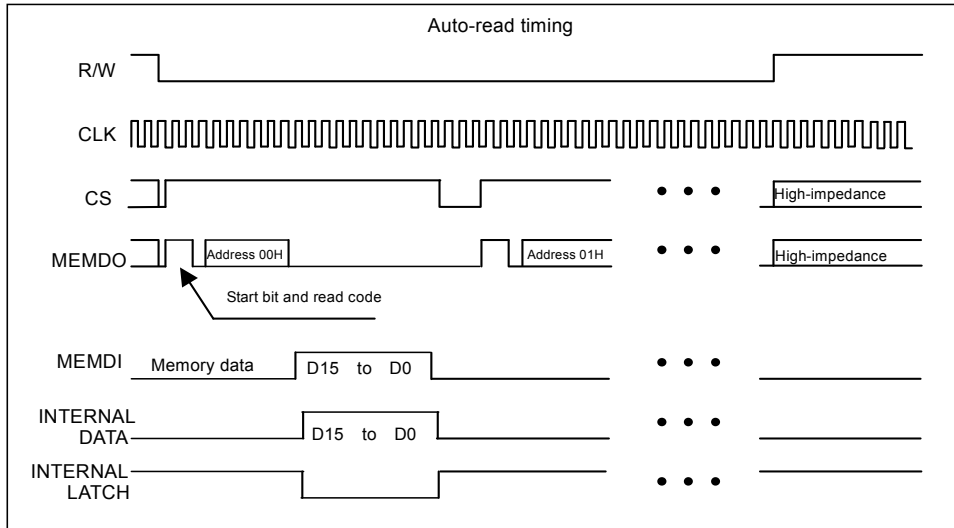 Auto-read timing
R/W
CLK
CS
High-impedance
MEMDO
Address 00H
Address 01H
High-impedance
Start bit and read code
MEMDI
Memory data
D15 to D0
INTERNAL
DATA
D15 to D0
INTERNAL
LATCH